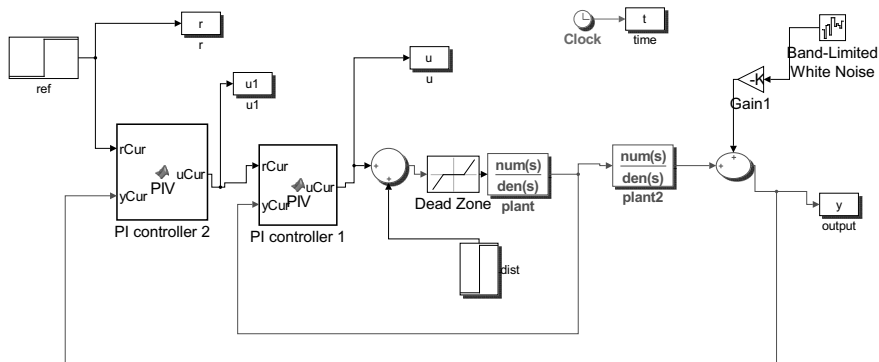 r
r
ref
u1
u1
u
u
Clock
t
time
Band-Limited
White Noise
-K
Gain1
rCur
yCur
uCur
PIV
PI controller 2
rCur
yCur
uCur
PIV
PI controller 1
+
+
Dead Zone
num(s)
den(s)
plant
num(s)
den(s)
plant2
+
+
y
output
dist